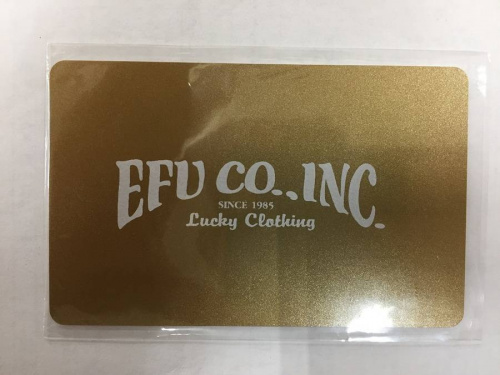 EFU CO., INC.
SINCE 1985
Lucky Clothing